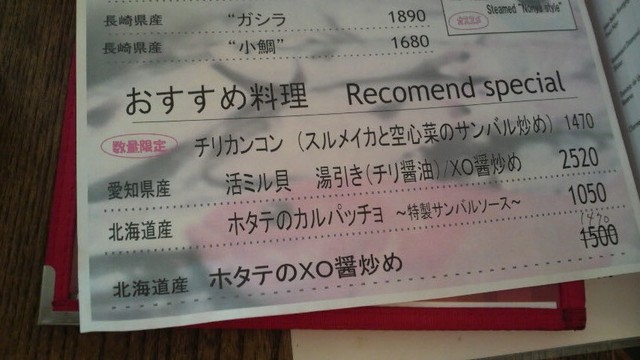 長崎県産 “ガシラ 1890
Steamed “Nonya style”
長崎県産 “小鯛” 1680
おすすめ料理 Recomend special
数量限定 チリカンコン (スルメイカと空心菜のサンバル炒め) 1470
愛知県産 活ミル貝 湯引き(チリ醤油)/XO醤炒め 2520
北海道産 ホタテのカルパッチョ ~特製サンバルソース~ 1050
1470
北海道産 ホタテのXO醤炒め 1500